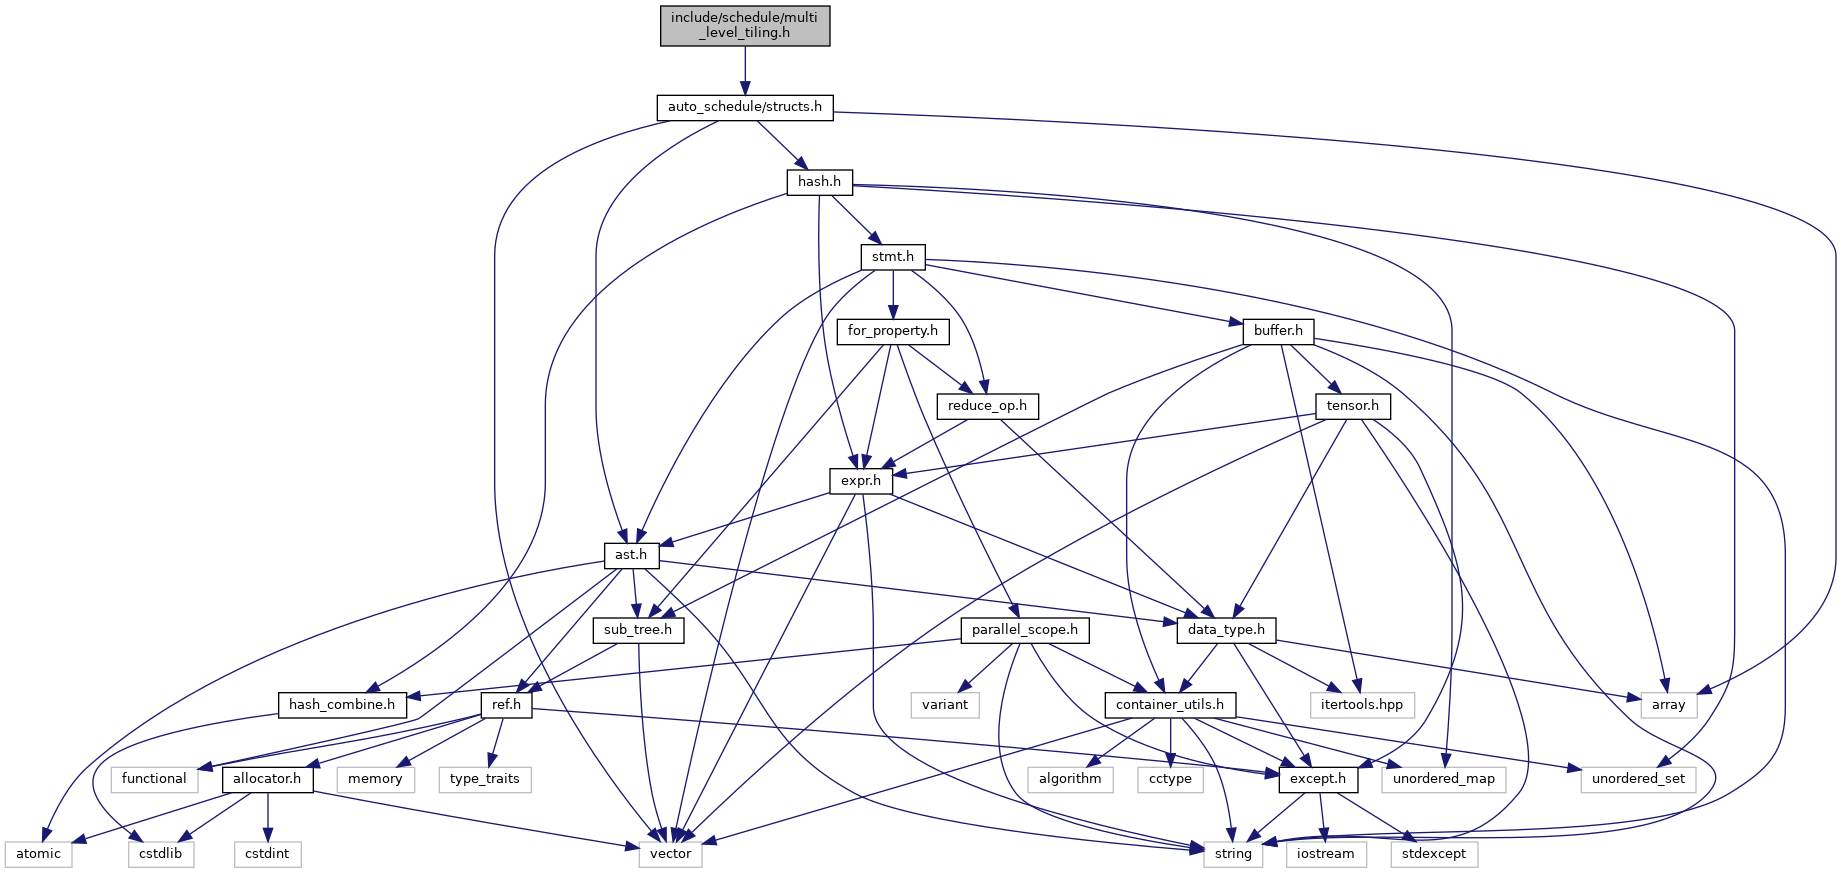 include/schedule/multi
_level_tiling.h
auto_schedule/structs.h
hash.h
stmt.h
for_property.h
buffer.h
reduce_op.h
tensor.h
expr.h
ast.h
sub_tree.h
parallel_scope.h
data_type.h
hash_combine.h
ref.h
variant
container_utils.h
itertools.hpp
array
functional
allocator.h
memory
type_traits
algorithm
cctype
except.h
unordered_map
unordered_set
atomic
cstdlib
cstdint
vector
string
iostream
stdexcept